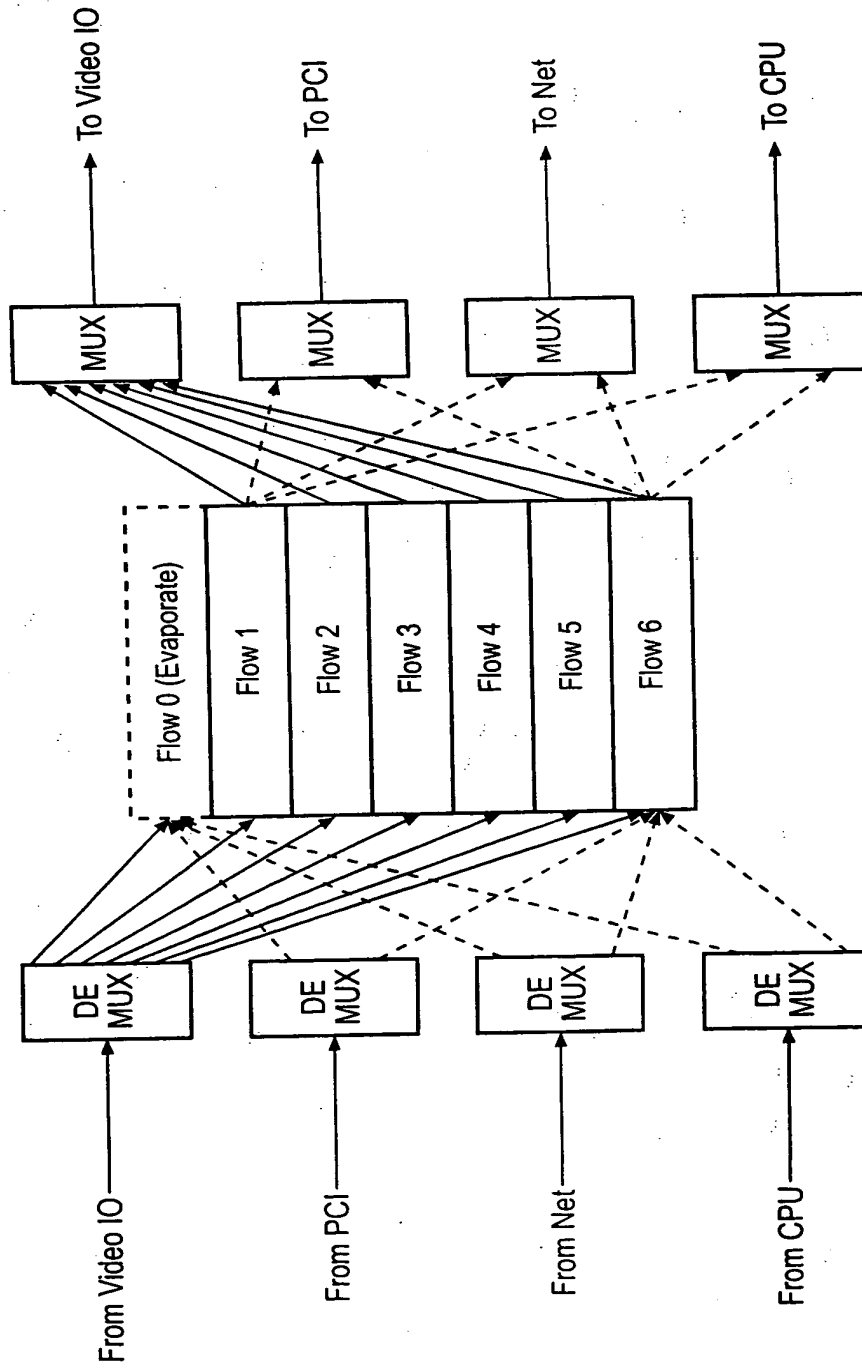 From Video IO
From PCI
From Net
From CPU
DE
MUX
DE
MUX
DE
MUX
DE
MUX
Flow 0 (Evaporate)
Flow 1
Flow 2
Flow 3
Flow 4
Flow 5
Flow 6
MUX
MUX
MUX
MUX
To Video IO
To PCI
To Net
To CPU